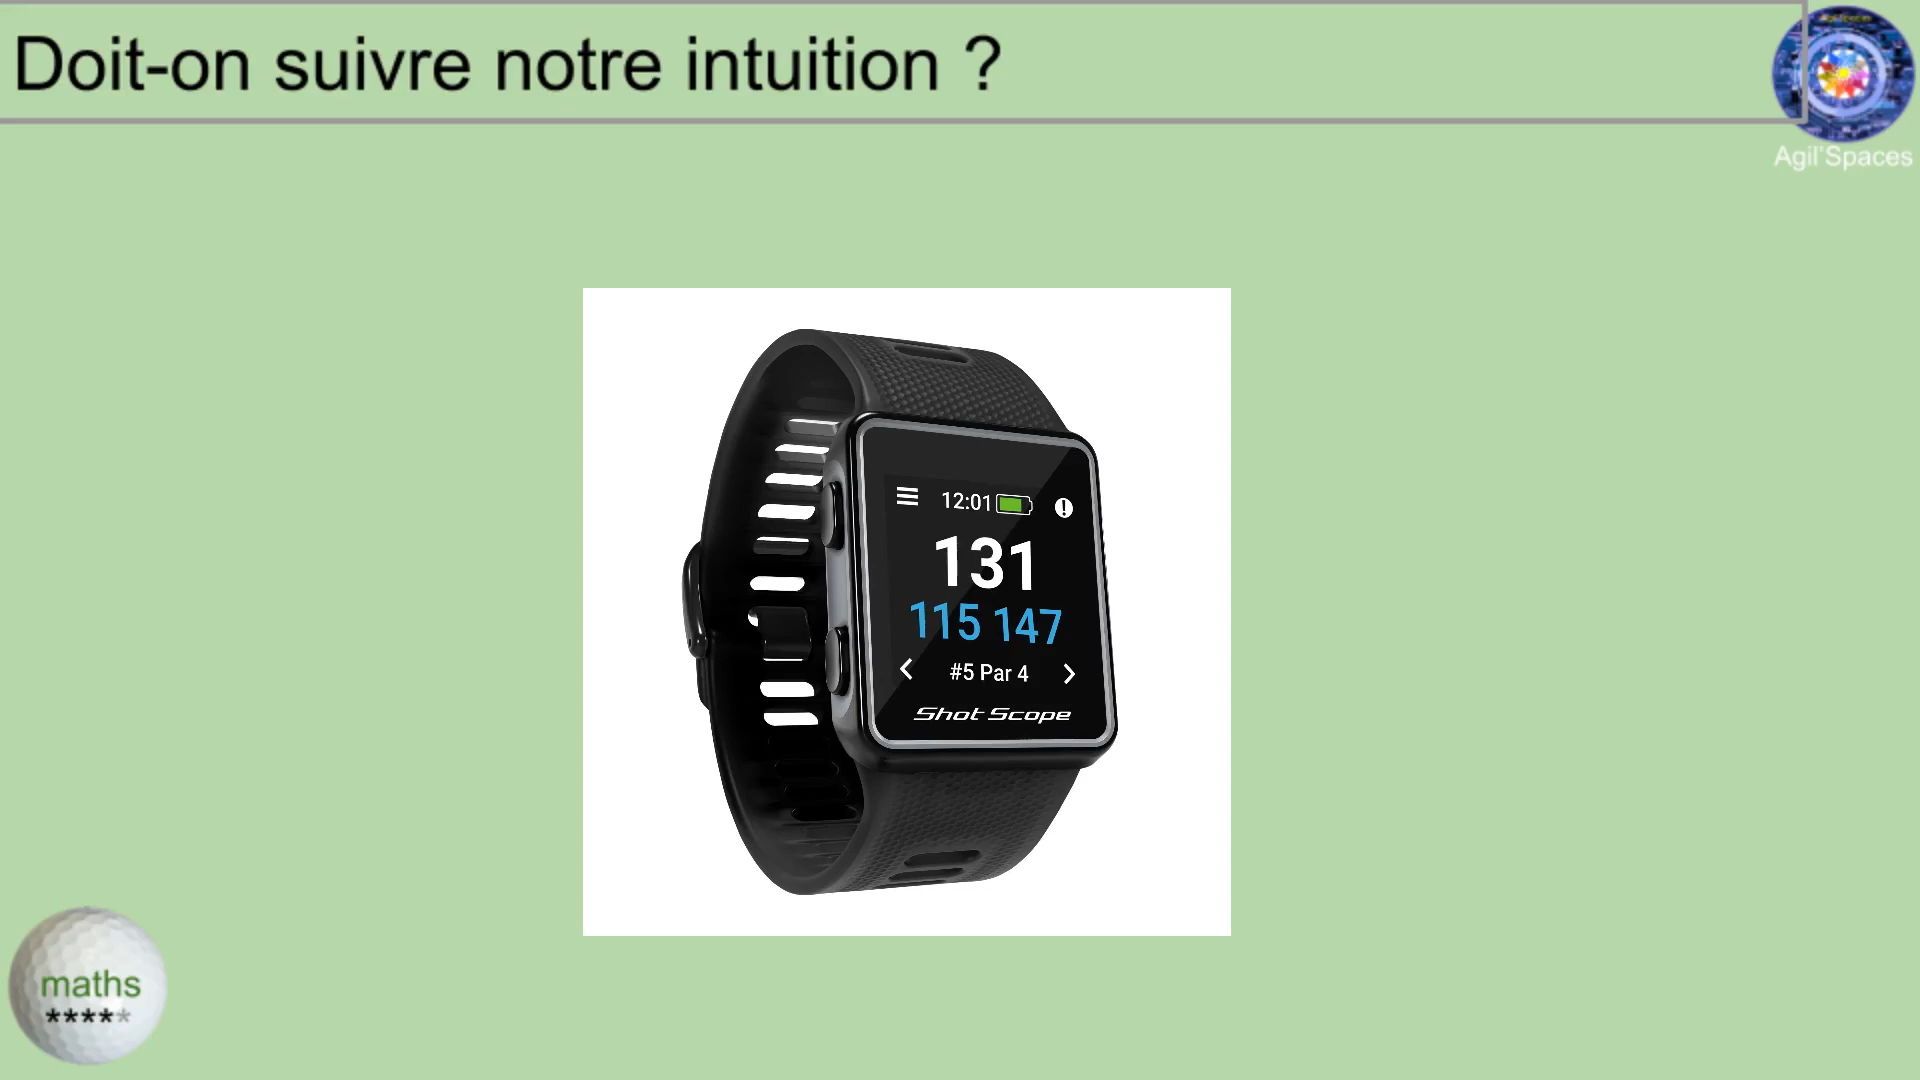 Doit-on suivre notre intuition ?
Agil'Spaces
12:01
131
115 147
#5 Par 4
Shot Scope
maths
*****